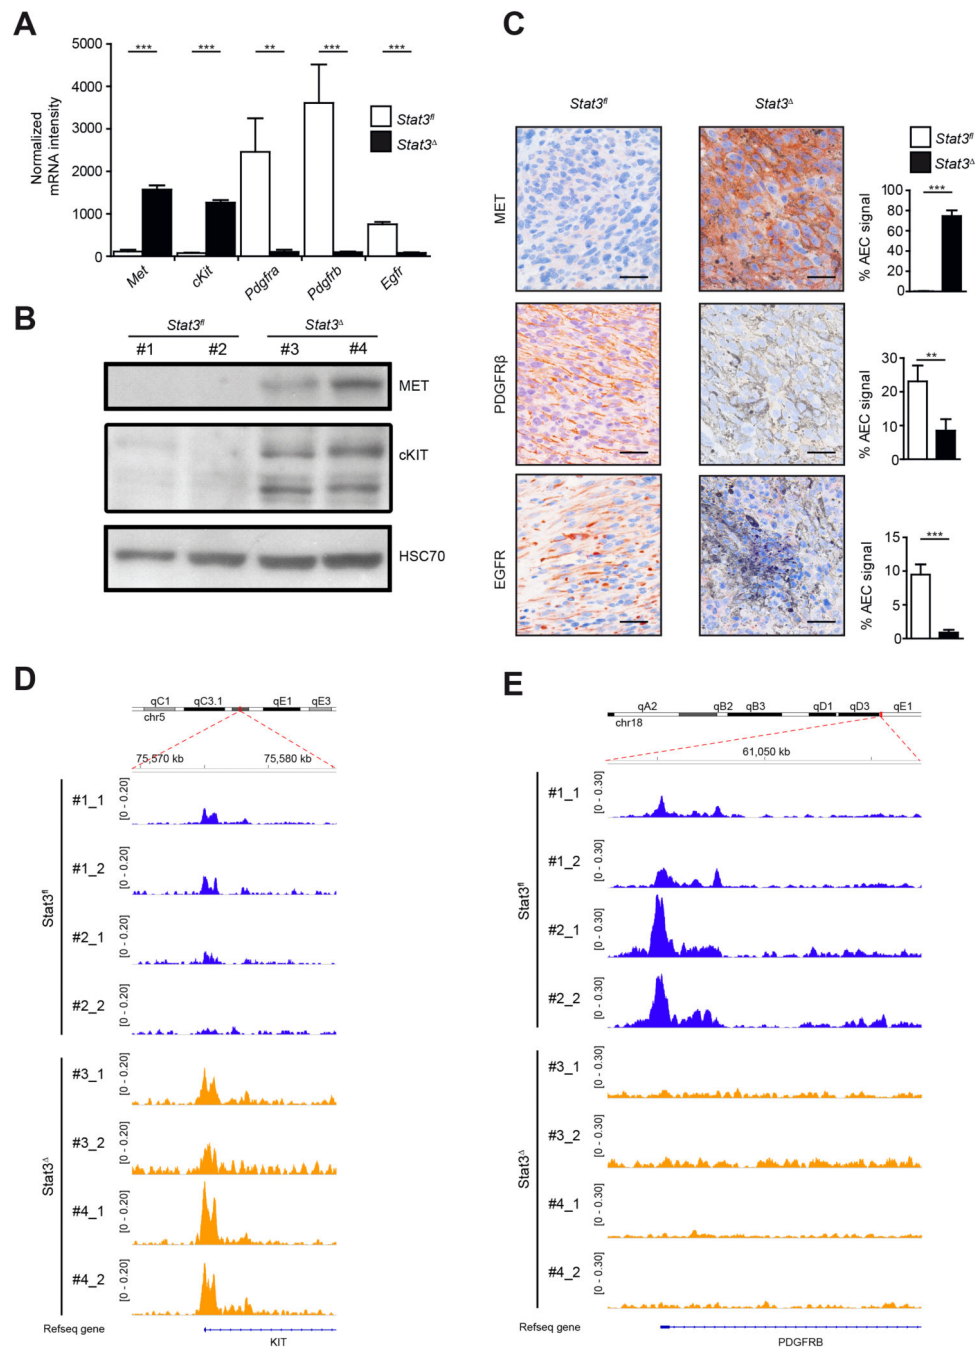 A
5000
4000
3000
2000
1000
0
Normalized
mRNA intensity
*** *** ** *** ***
Stat3fl
Stat3Δ
Met cKit Pdgfra Pdgfrb Egfr
B
Stat3fl Stat3Δ
#1 #2 #3 #4
MET
cKIT
HSC70
C
Stat3fl Stat3Δ
Stat3fl
Stat3Δ
MET
% AEC signal
100
80
60
40
20
0
***
PDGFRβ
% AEC signal
30
20
10
0
**
EGFR
% AEC signal
15
10
5
0
***
D
qC1 qC3.1 qE1 qE3
chr5
75,570 kb 75,580 kb
Stat3fl
#1_1 [0 - 0.20]
#1_2 [0 - 0.20]
#2_1 [0 - 0.20]
#2_2 [0 - 0.20]
Stat3Δ
#3_1 [0 - 0.20]
#3_2 [0 - 0.20]
#4_1 [0 - 0.20]
#4_2 [0 - 0.20]
Refseq gene
KIT
E
qA2 qB2 qB3 qD1 qD3 qE1
chr18
61,050 kb
Stat3fl
#1_1 [0 - 0.30]
#1_2 [0 - 0.30]
#2_1 [0 - 0.30]
#2_2 [0 - 0.30]
Stat3Δ
#3_1 [0 - 0.30]
#3_2 [0 - 0.30]
#4_1 [0 - 0.30]
#4_2 [0 - 0.30]
Refseq gene
PDGFRB